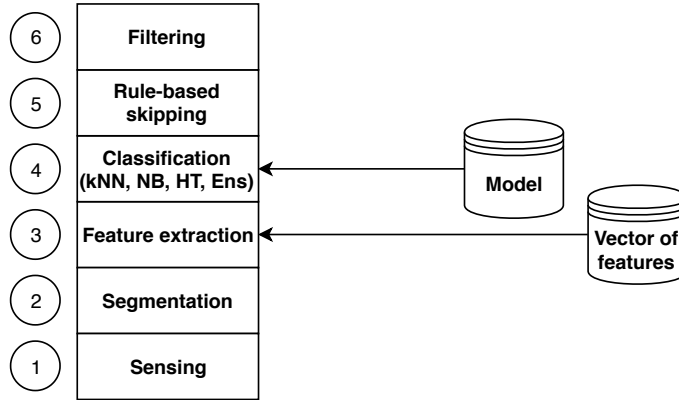 6
Filtering
5
Rule-based
skipping
4
Classification
(kNN, NB, HT, Ens)
Model
3
Feature extraction
Vector of
features
2
Segmentation
1
Sensing